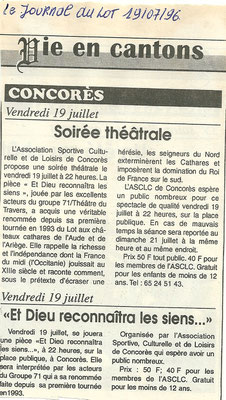 Le JOURNAL DU LOT 19/07/96.
Vie en cantons
CONCORÈS
Vendredi 19 juillet
Soirée théâtrale
L'Association Sportive Culturelle et de Loisirs de Concorès
propose une soirée théâtrale le
vendredi 19 juillet à 22 heures. La
pièce « Et Dieu reconnaîtra les
siens », jouée par les excellents
acteurs du groupe 71/Théâtre du
Travers, a acquis une véritable
renommée depuis sa première
tournée en 1993 du Lot aux châteaux cathares de l'Aude et de
l'Ariège. Elle rappelle la richesse
et l'indépendance dont la France
du midi (l'Occitanie) jouissait au
XIIIe siècle et raconte comment,
sous le prétexte d'écraser une
hérésie, les seigneurs du Nord
exterminèrent les Cathares et
imposèrent la domination du Roi
de France sur le sud.
L'ASCLC de Concorès espère
un public nombreux pour ce
spectacle de qualité vendredi 19
juillet à 22 heures, sur la place
publique. En cas de mauvais
temps la séance sera reportée au
dimanche 21 juillet à la même
heure et au même endroit.
Prix 50 F tout public, 40 F pour
les membres de l'ASCLC. Gratuit
pour les enfants de moins de 12
ans. Tel : 65 24 51 43.
Vendredi 19 juillet
«Et Dieu reconnaîtra les siens...»
Vendredi 19 juillet, se jouera
une pièce «Et Dieu reconnaîtra les
siens...», à 22 heures, sur la place
publique, à Concorès. Elle
sera interprétée par les acteurs
du Groupe 71 qui a sa renommée
faite depuis sa première tournée
en 1993.
Organisée par l'Association
Sportive, Culturelle et de Loisirs
de Concorès qui espère avoir un
public nombreux.
Prix : 50 F; 40 F pour les
membres de l'ASCLC. Gratuit
pour les moins de 12 ans.